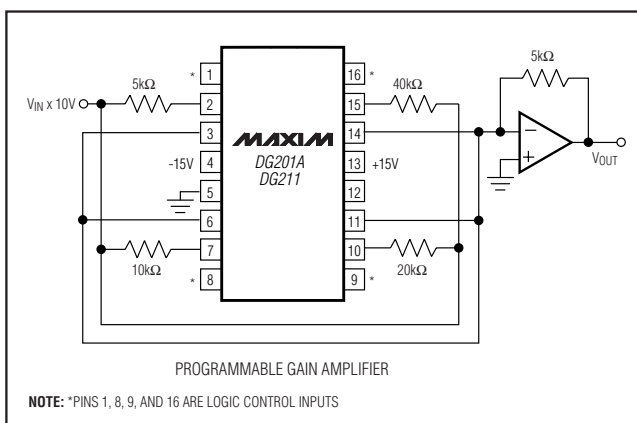 5kΩ
5kΩ
* 1
16 *
40kΩ
VIN x 10V
2
15
3
14
MAXIM
-15V
4
DG201A
DG211
13
+15V
VOUT
−
+
5
12
6
11
7
10
10kΩ
20kΩ
* 8
9 *
PROGRAMMABLE GAIN AMPLIFIER
NOTE: *PINS 1, 8, 9, AND 16 ARE LOGIC CONTROL INPUTS